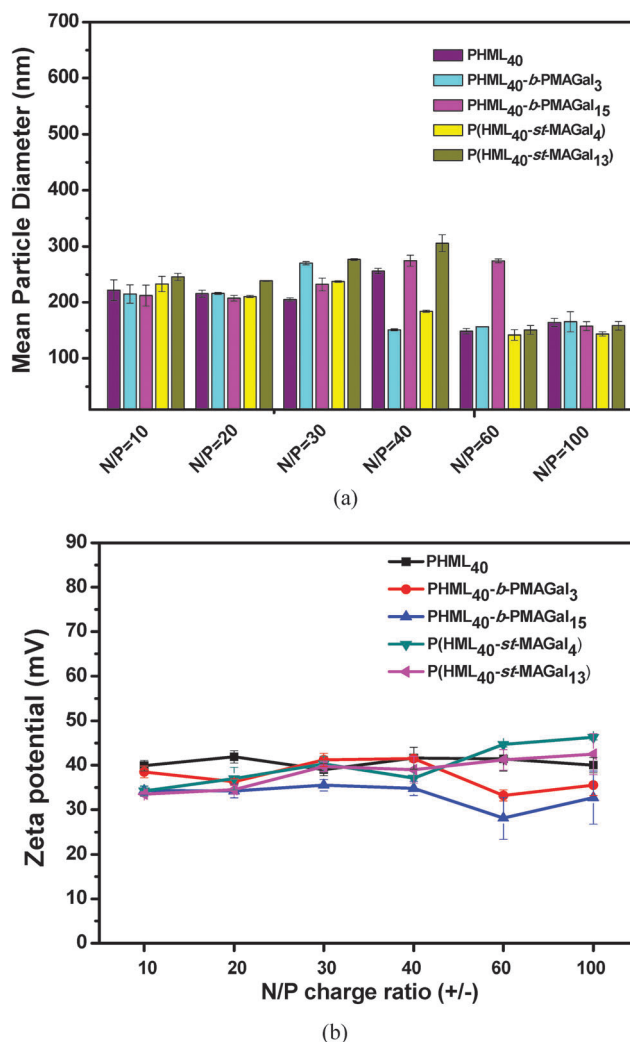 700
600
500
400
300
200
100
Mean Particle Diameter (nm)
PHML40
PHML40-b-PMAGal3
PHML40-b-PMAGal15
P(HML40-st-MAGal4)
P(HML40-st-MAGal13)
N/P=10
N/P=20
N/P=30
N/P=40
N/P=60
N/P=100
(a)
90
80
70
60
50
40
30
20
10
0
Zeta potential (mV)
PHML40
PHML40-b-PMAGal3
PHML40-b-PMAGal15
P(HML40-st-MAGal4)
P(HML40-st-MAGal13)
10 20 30 40 60 100
N/P charge ratio (+/-)
(b)